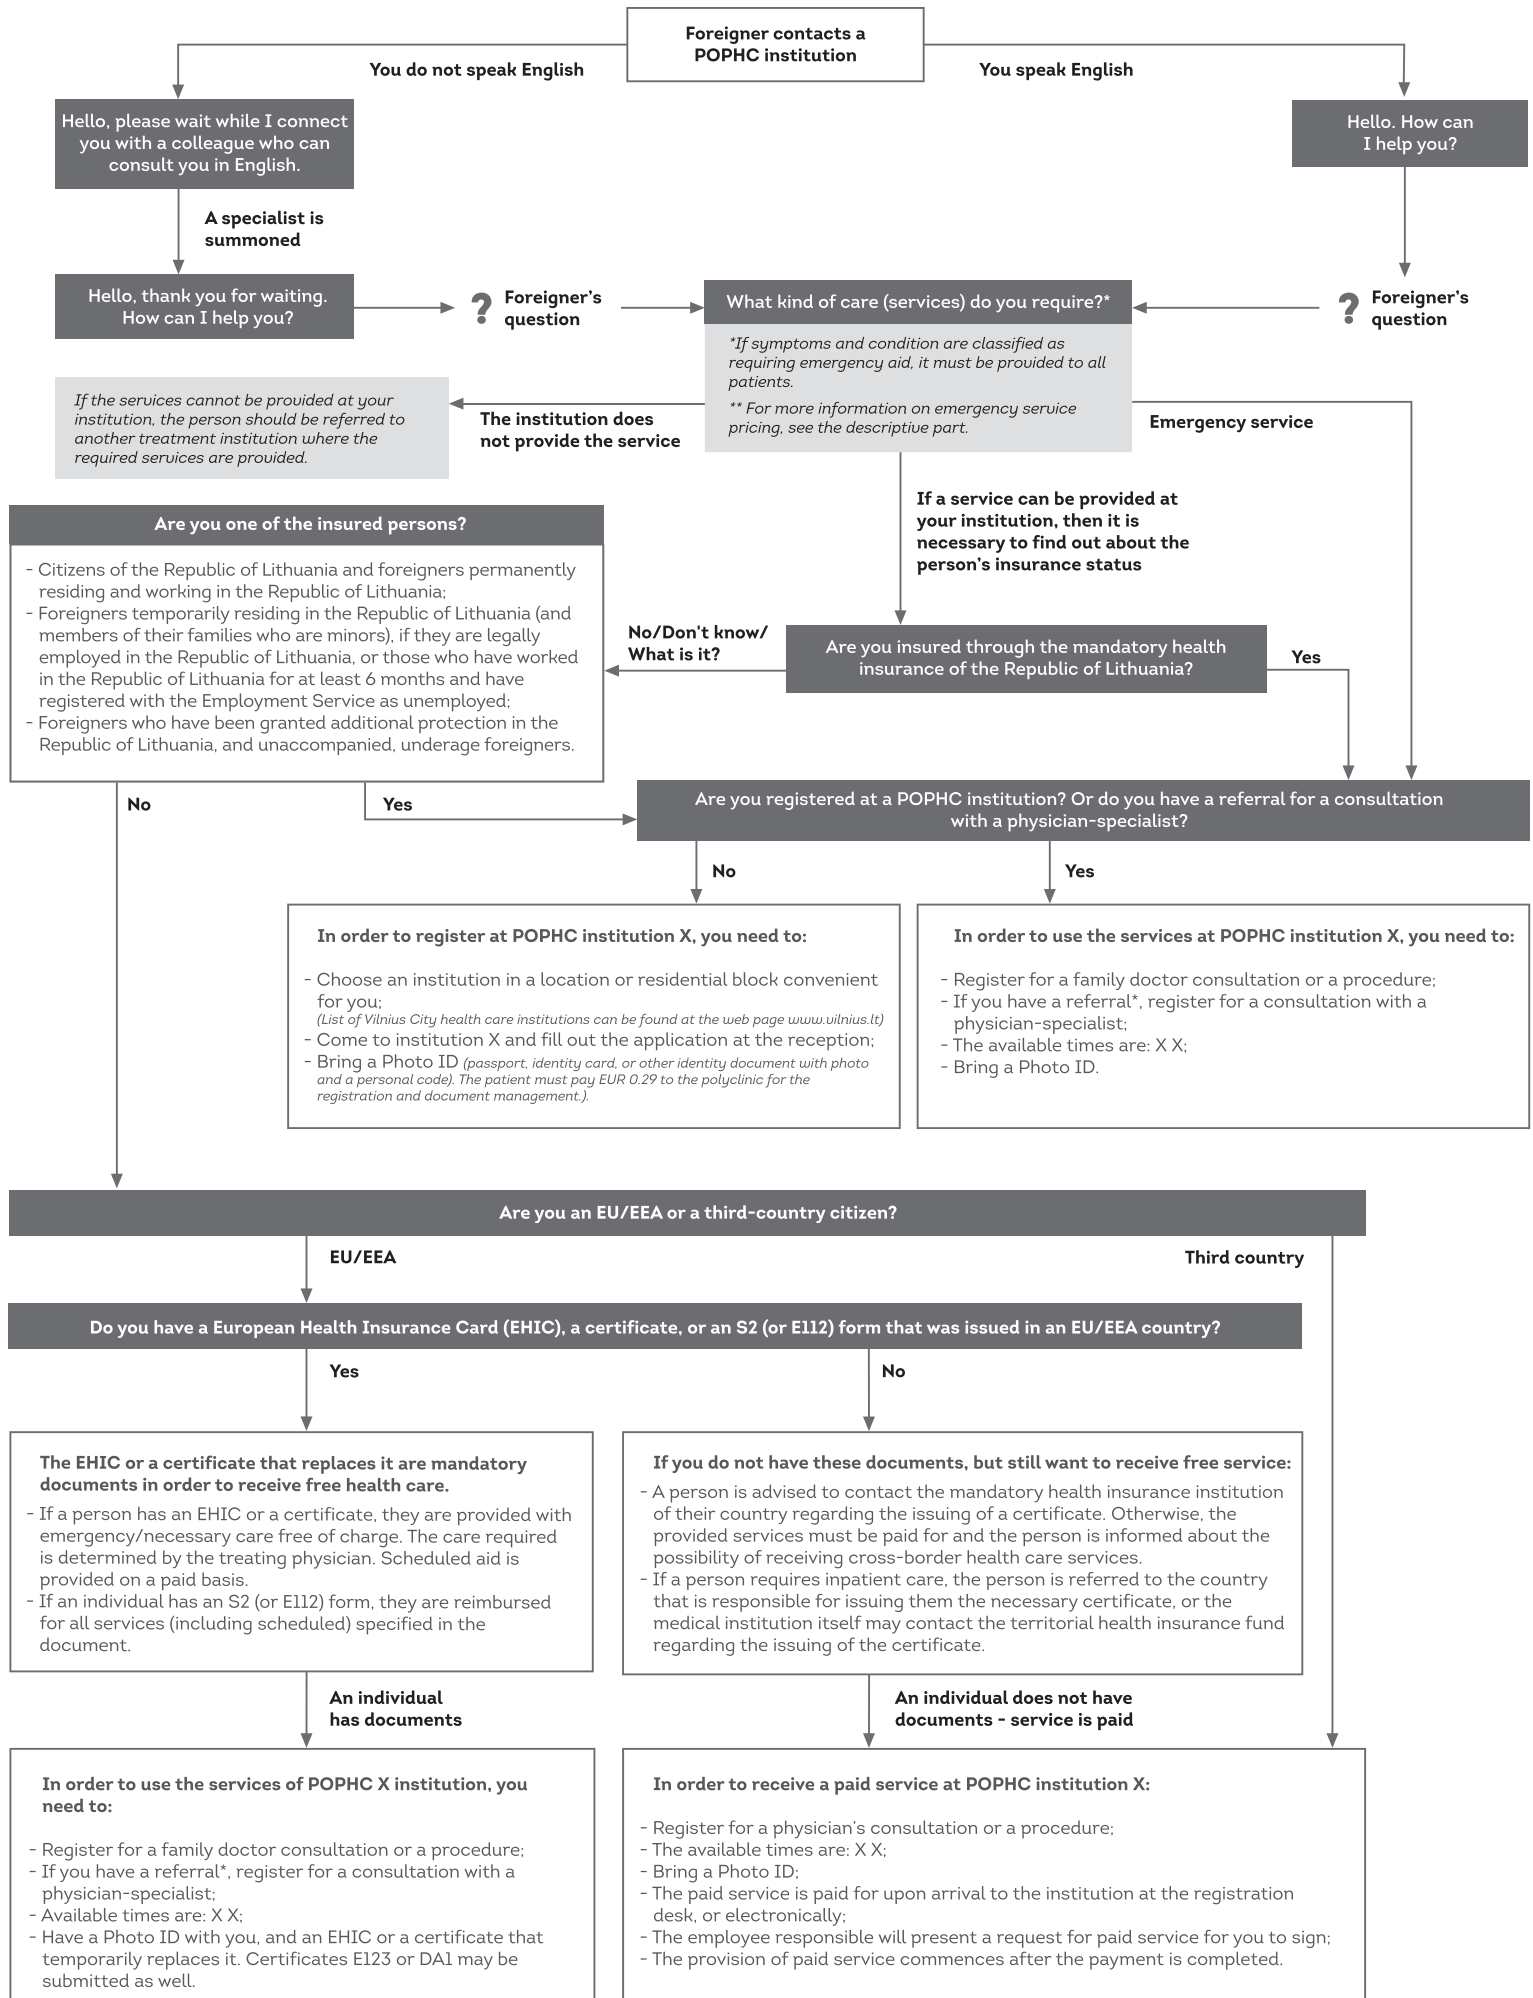 Foreigner contacts a
POPHC institution
You do not speak English
You speak English
Hello, please wait while I connect
you with a colleague who can
consult you in English.
Hello. How can
I help you?
A specialist is
summoned
Hello, thank you for waiting.
How can I help you?
? Foreigner's
question
What kind of care (services) do you require?*
? Foreigner's
question
*If symptoms and condition are classified as
requiring emergency aid, it must be provided to all
patients.
** For more information on emergency service
pricing, see the descriptive part.
If the services cannot be provided at your
institution, the person should be referred to
another treatment institution where the
required services are provided.
The institution does
not provide the service
Emergency service
If a service can be provided at
your institution, then it is
necessary to find out about the
person's insurance status
Are you one of the insured persons?
- Citizens of the Republic of Lithuania and foreigners permanently
residing and working in the Republic of Lithuania;
- Foreigners temporarily residing in the Republic of Lithuania (and
members of their families who are minors), if they are legally
employed in the Republic of Lithuania, or those who have worked
in the Republic of Lithuania for at least 6 months and have
registered with the Employment Service as unemployed;
- Foreigners who have been granted additional protection in the
Republic of Lithuania, and unaccompanied, underage foreigners.
No/Don't know/
What is it?
Are you insured through the mandatory health
insurance of the Republic of Lithuania?
Yes
No
Yes
Are you registered at a POPHC institution? Or do you have a referral for a consultation
with a physician-specialist?
No
Yes
In order to register at POPHC institution X, you need to:
- Choose an institution in a location or residential block convenient
for you;
(List of Vilnius City health care institutions can be found at the web page www.vilnius.lt)
- Come to institution X and fill out the application at the reception;
- Bring a Photo ID (passport, identity card, or other identity document with photo
and a personal code). The patient must pay EUR 0.29 to the polyclinic for the
registration and document management.).
In order to use the services at POPHC institution X, you need to:
- Register for a family doctor consultation or a procedure;
- If you have a referral*, register for a consultation with a
physician-specialist;
- The available times are: X X;
- Bring a Photo ID.
Are you an EU/EEA or a third-country citizen?
EU/EEA
Third country
Do you have a European Health Insurance Card (EHIC), a certificate, or an S2 (or E112) form that was issued in an EU/EEA country?
Yes
No
The EHIC or a certificate that replaces it are mandatory
documents in order to receive free health care.
- If a person has an EHIC or a certificate, they are provided with
emergency/necessary care free of charge. The care required
is determined by the treating physician. Scheduled aid is
provided on a paid basis.
- If an individual has an S2 (or E112) form, they are reimbursed
for all services (including scheduled) specified in the
document.
If you do not have these documents, but still want to receive free service:
- A person is advised to contact the mandatory health insurance institution
of their country regarding the issuing of a certificate. Otherwise, the
provided services must be paid for and the person is informed about the
possibility of receiving cross-border health care services.
- If a person requires inpatient care, the person is referred to the country
that is responsible for issuing them the necessary certificate, or the
medical institution itself may contact the territorial health insurance fund
regarding the issuing of the certificate.
An individual
has documents
An individual does not have
documents - service is paid
In order to use the services of POPHC X institution, you
need to:
- Register for a family doctor consultation or a procedure;
- If you have a referral*, register for a consultation with a
physician-specialist;
- Available times are: X X;
- Have a Photo ID with you, and an EHIC or a certificate that
temporarily replaces it. Certificates E123 or DA1 may be
submitted as well.
In order to receive a paid service at POPHC institution X:
- Register for a physician's consultation or a procedure;
- The available times are: X X;
- Bring a Photo ID;
- The paid service is paid for upon arrival to the institution at the registration
desk, or electronically;
- The employee responsible will present a request for paid service for you to sign;
- The provision of paid service commences after the payment is completed.